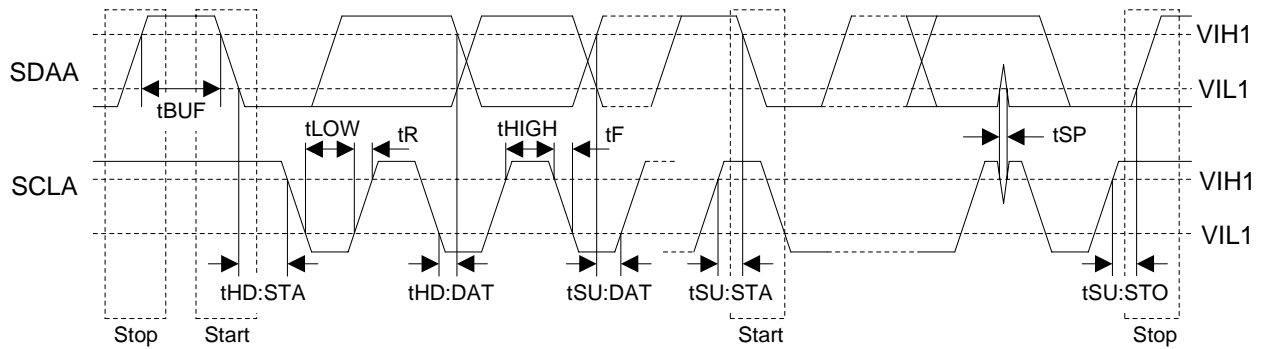 VIH1
SDAA
VIL1
tBUF
tLOW
tR
tHIGH
tF
tSP
SCLA
VIH1
VIL1
tHD:STA
tHD:DAT
tSU:DAT
tSU:STA
tSU:STO
Stop
Start
Start
Stop